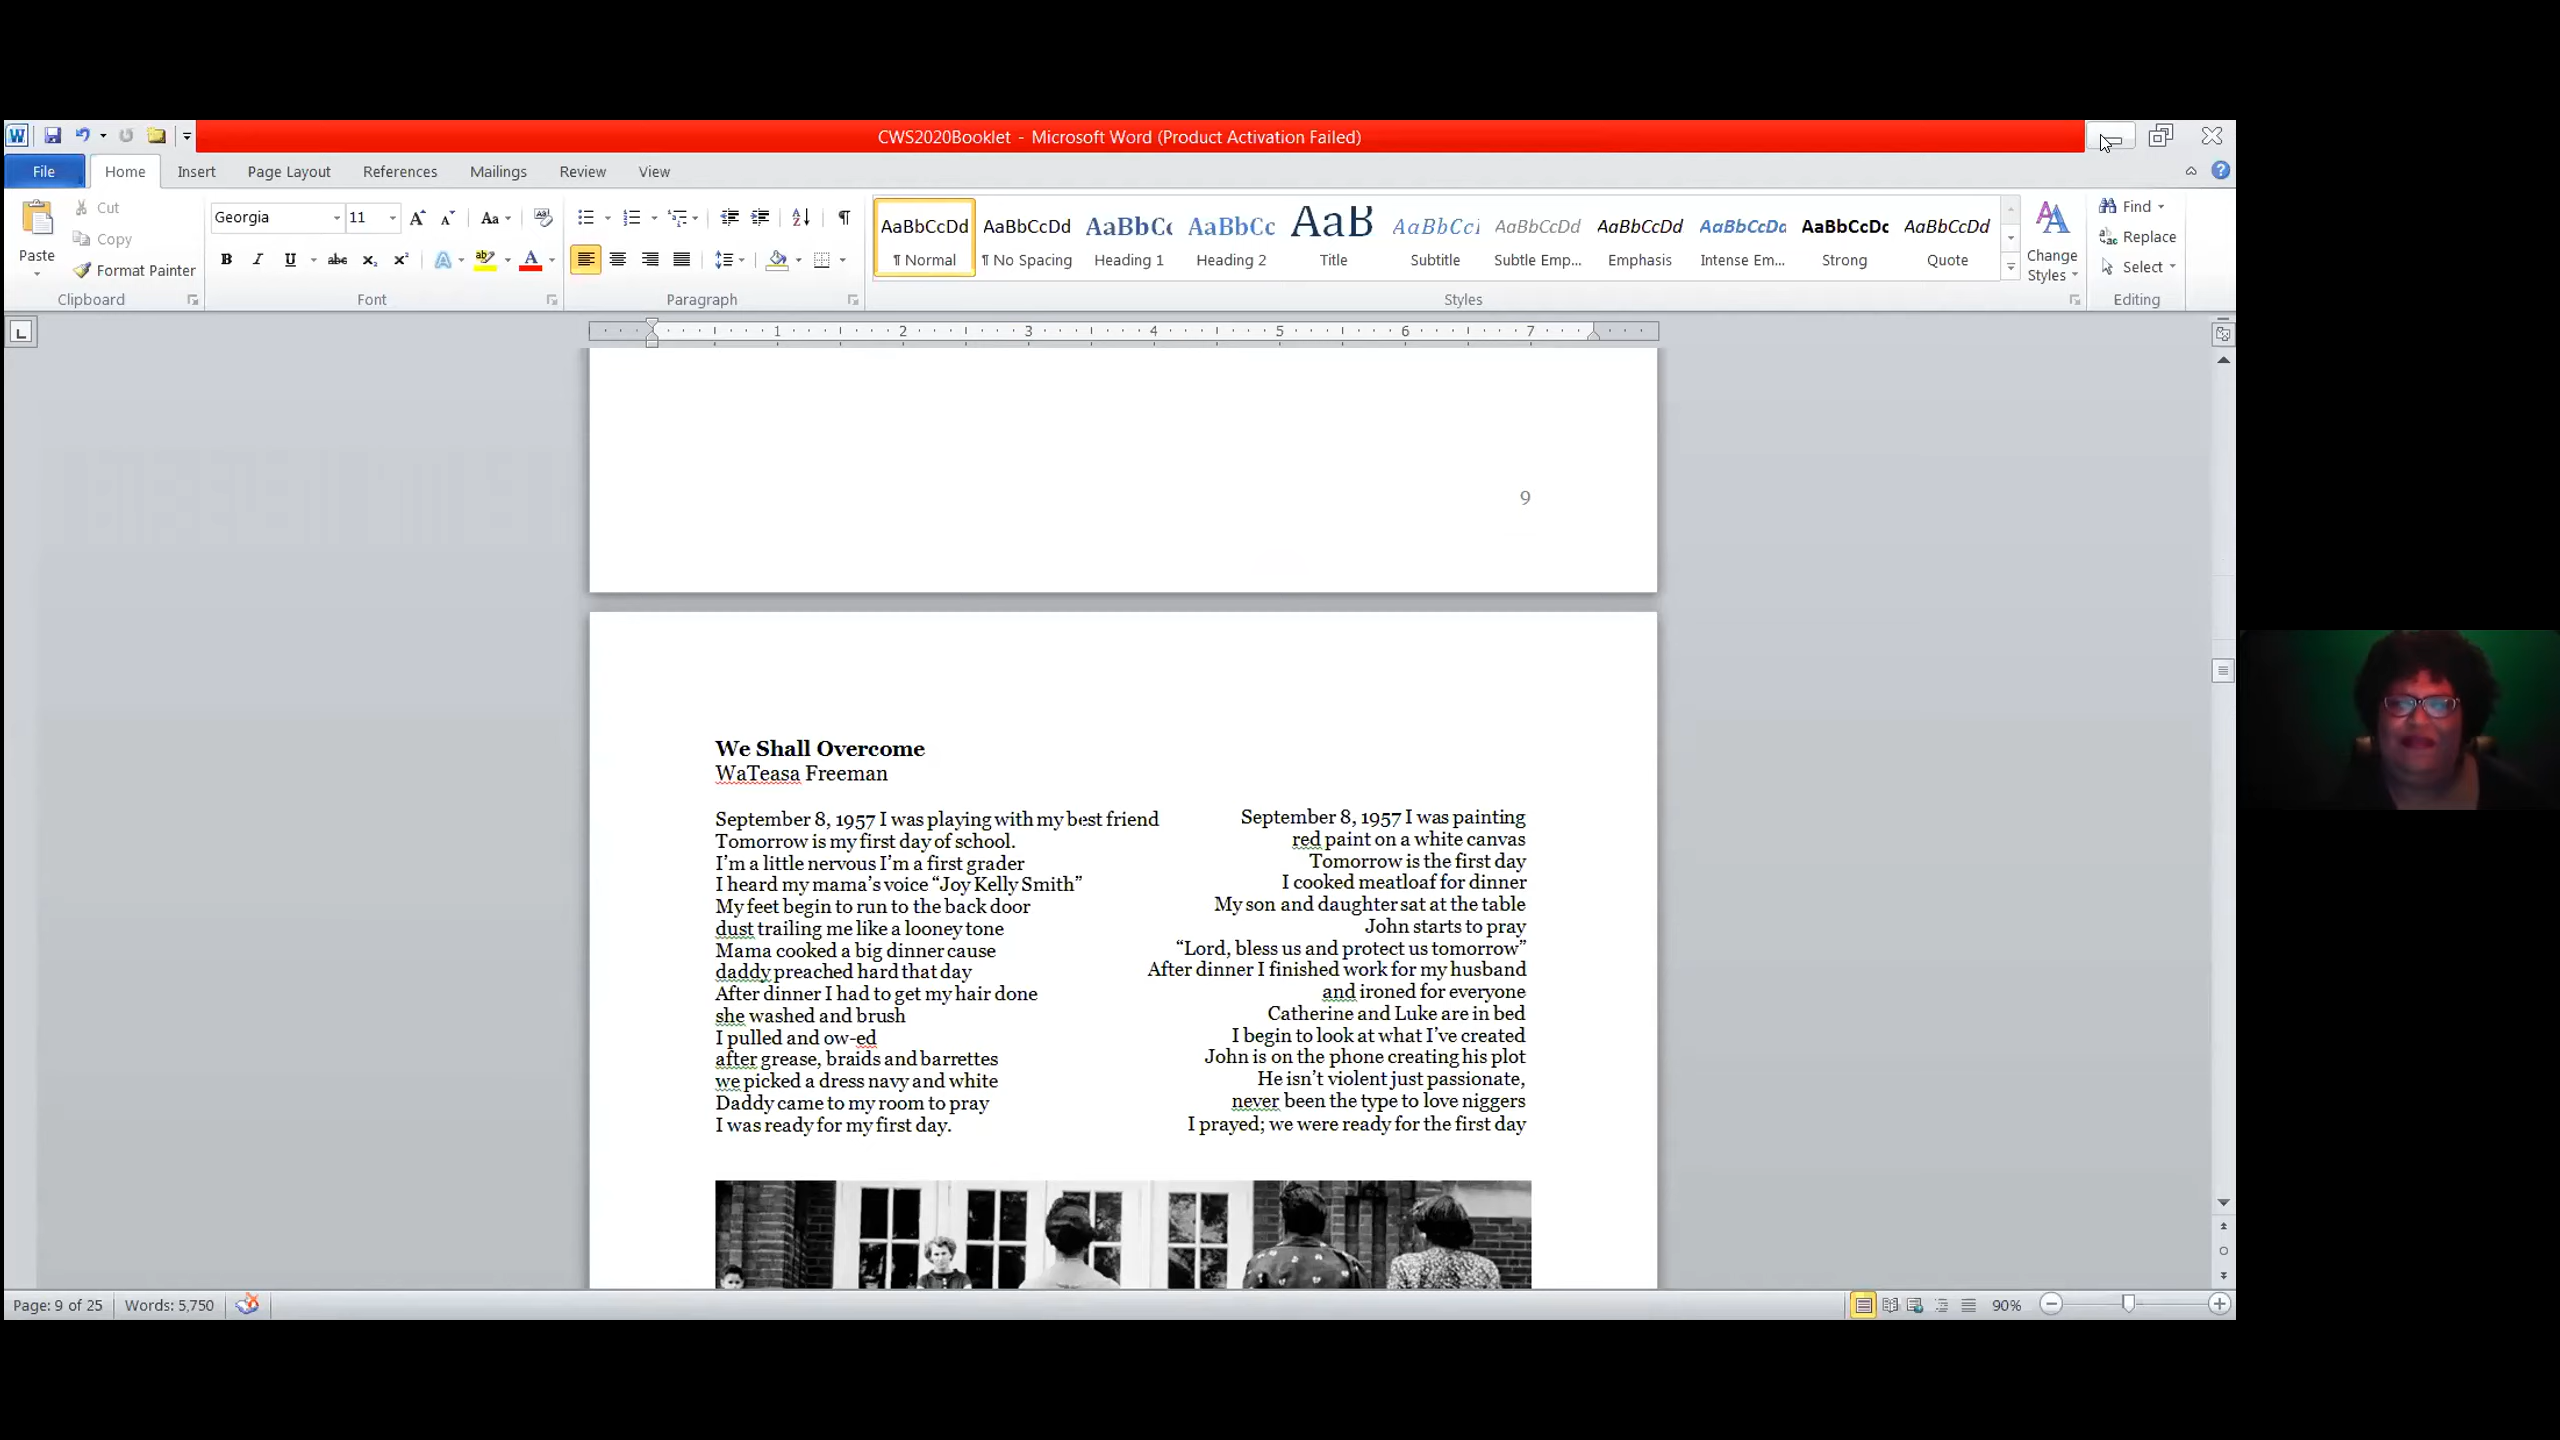 CWS2020Booklet - Microsoft Word (Product Activation Failed)
File Home Insert Page Layout References Mailings Review View
Paste
Cut
Copy
Format Painter
Clipboard
Georgia 11
Font
Paragraph
AaBbCcDd AaBbCcDd AaBbCc AaBbCc AaB AaBbCcI AaBbCcDd AaBbCcDd AaBbCcDd AaBbCcDc AaBbCcDd
¶ Normal ¶ No Spacing Heading 1 Heading 2 Title Subtitle Subtle Emp... Emphasis Intense Em... Strong Quote
Styles
Change
Styles
Find
Replace
Select
Editing
1 2 3 4 5 6 7
9
We Shall Overcome
WaTeasa Freeman
September 8, 1957 I was playing with my best friend
Tomorrow is my first day of school.
I'm a little nervous I'm a first grader
I heard my mama's voice “Joy Kelly Smith”
My feet begin to run to the back door
dust trailing me like a looney tone
Mama cooked a big dinner cause
daddy preached hard that day
After dinner I had to get my hair done
she washed and brush
I pulled and ow-ed
after grease, braids and barrettes
we picked a dress navy and white
Daddy came to my room to pray
I was ready for my first day.
September 8, 1957 I was painting
red paint on a white canvas
Tomorrow is the first day
I cooked meatloaf for dinner
My son and daughter sat at the table
John starts to pray
“Lord, bless us and protect us tomorrow”
After dinner I finished work for my husband
and ironed for everyone
Catherine and Luke are in bed
I begin to look at what I've created
John is on the phone creating his plot
He isn't violent just passionate,
never been the type to love niggers
I prayed; we were ready for the first day
Page: 9 of 25 Words: 5,750
90%